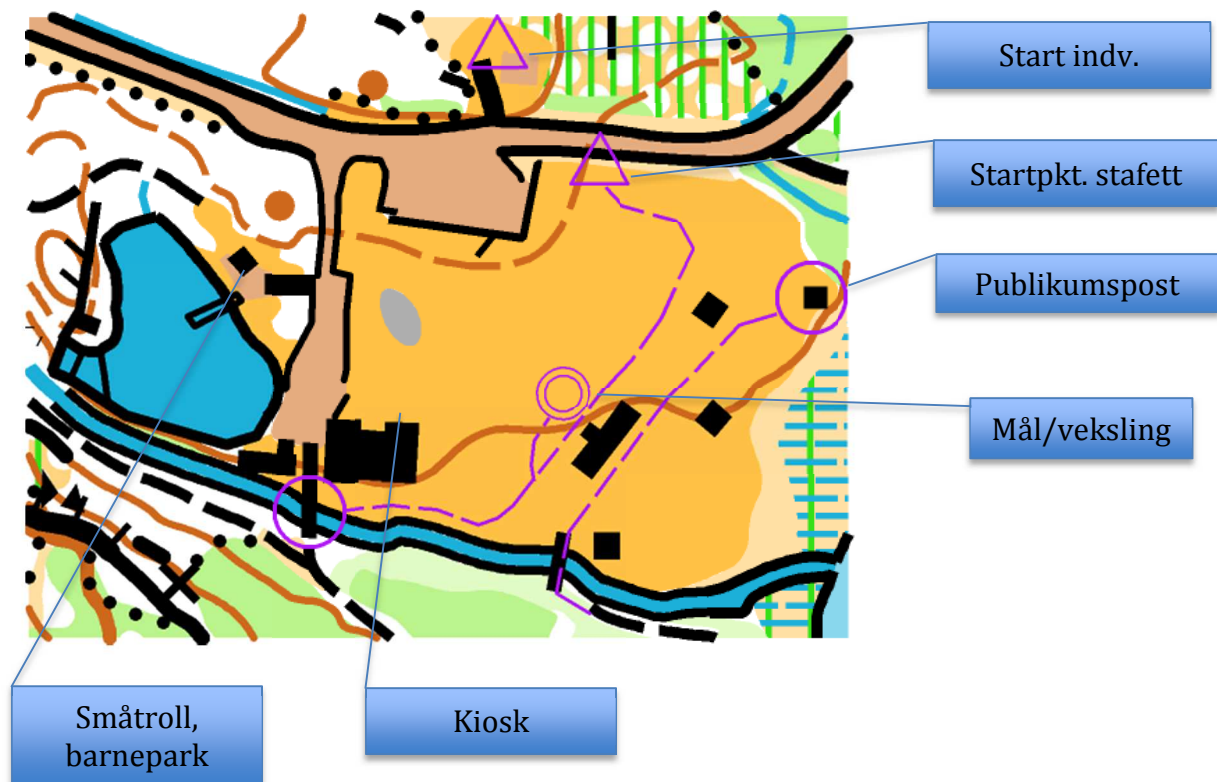 Start indv.
Startpkt. stafett
Publikumspost
Mål/veksling
Småtroll,
barnepark
Kiosk